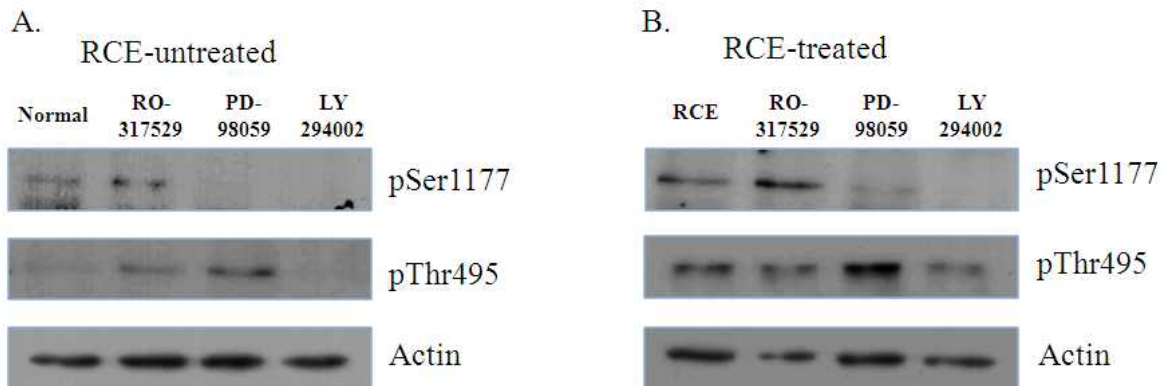 A.
RCE-untreated
Normal
RO-
317529
PD-
98059
LY
294002
pSer1177
pThr495
Actin
B.
RCE-treated
RCE
RO-
317529
PD-
98059
LY
294002
pSer1177
pThr495
Actin